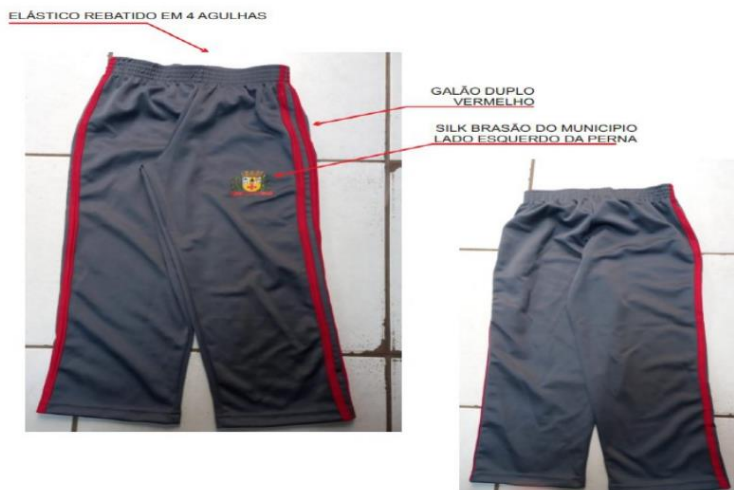 ELÁSTICO REBATIDO EM 4 AGULHAS
GALÃO DUPLO
VERMELHO
SILK BRASÃO DO MUNICIPIO
LADO ESQUERDO DA PERNA